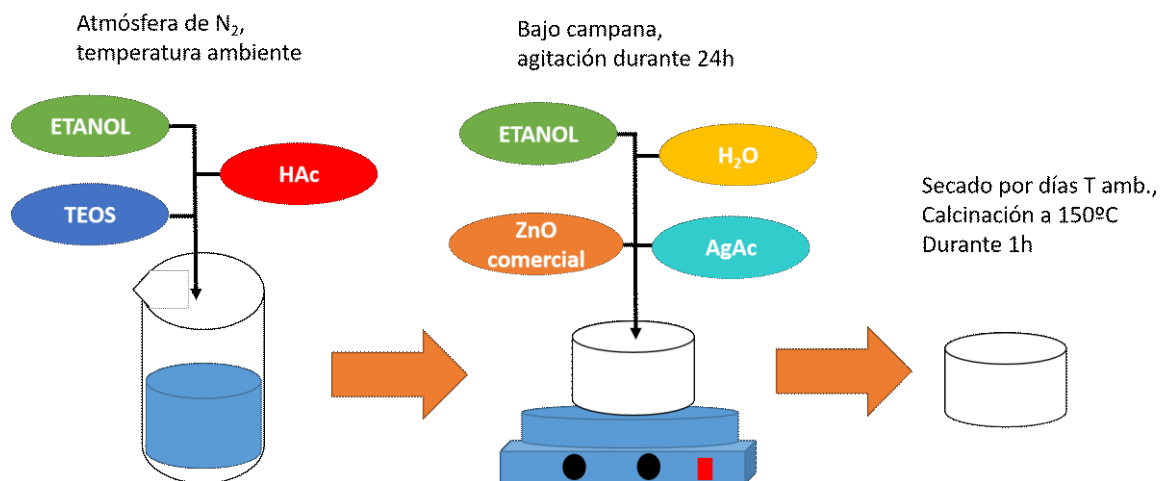 Atmósfera de N₂,
temperatura ambiente
ETANOL
HAc
TEOS
Bajo campana,
agitación durante 24h
ETANOL
H₂O
ZnO
comercial
AgAc
Secado por días T amb.,
Calcinación a 150ºC
Durante 1h